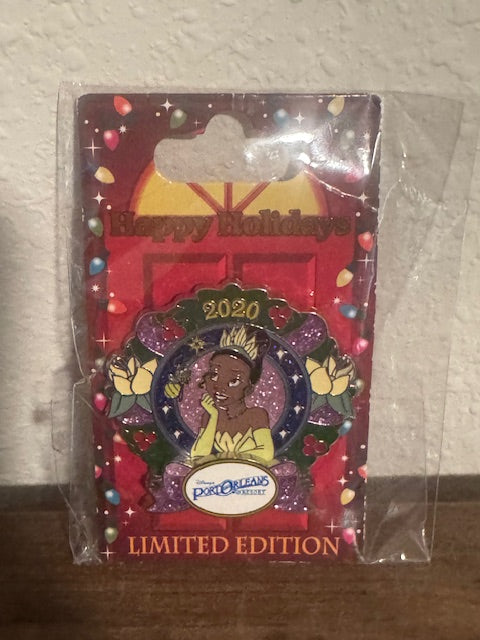 Happy Holidays
2020
Disney's
PORT ORLEANS
RESORT
LIMITED EDITION